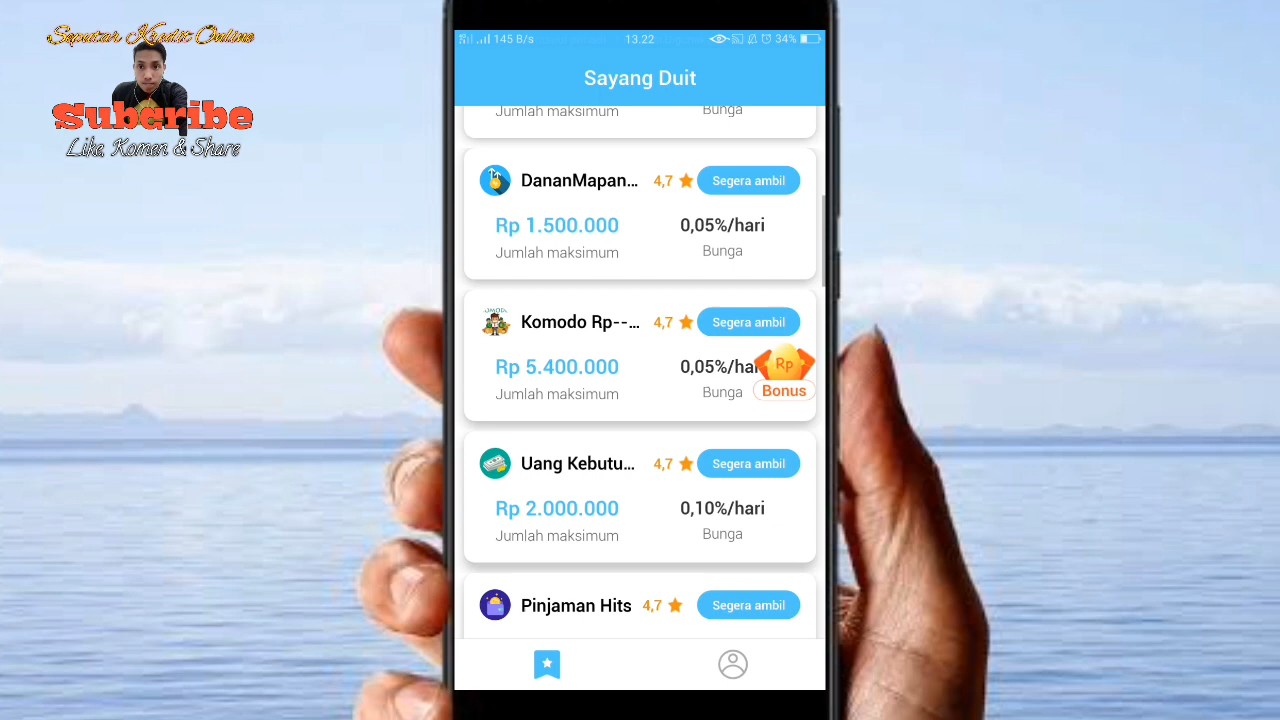 Seputar Kredit Online
Subcribe
Like, Komen & Share
145 B/s 13.22 34%
Sayang Duit
Jumlah maksimum Bunga
DananMapan... 4,7 Segera ambil
Rp 1.500.000 0,05%/hari
Jumlah maksimum Bunga
Komodo Rp--... 4,7 Segera ambil
Rp 5.400.000 0,05%/har
Rp
Jumlah maksimum Bunga
Bonus
Uang Kebutu... 4,7 Segera ambil
Rp 2.000.000 0,10%/hari
Jumlah maksimum Bunga
Pinjaman Hits 4,7 Segera ambil